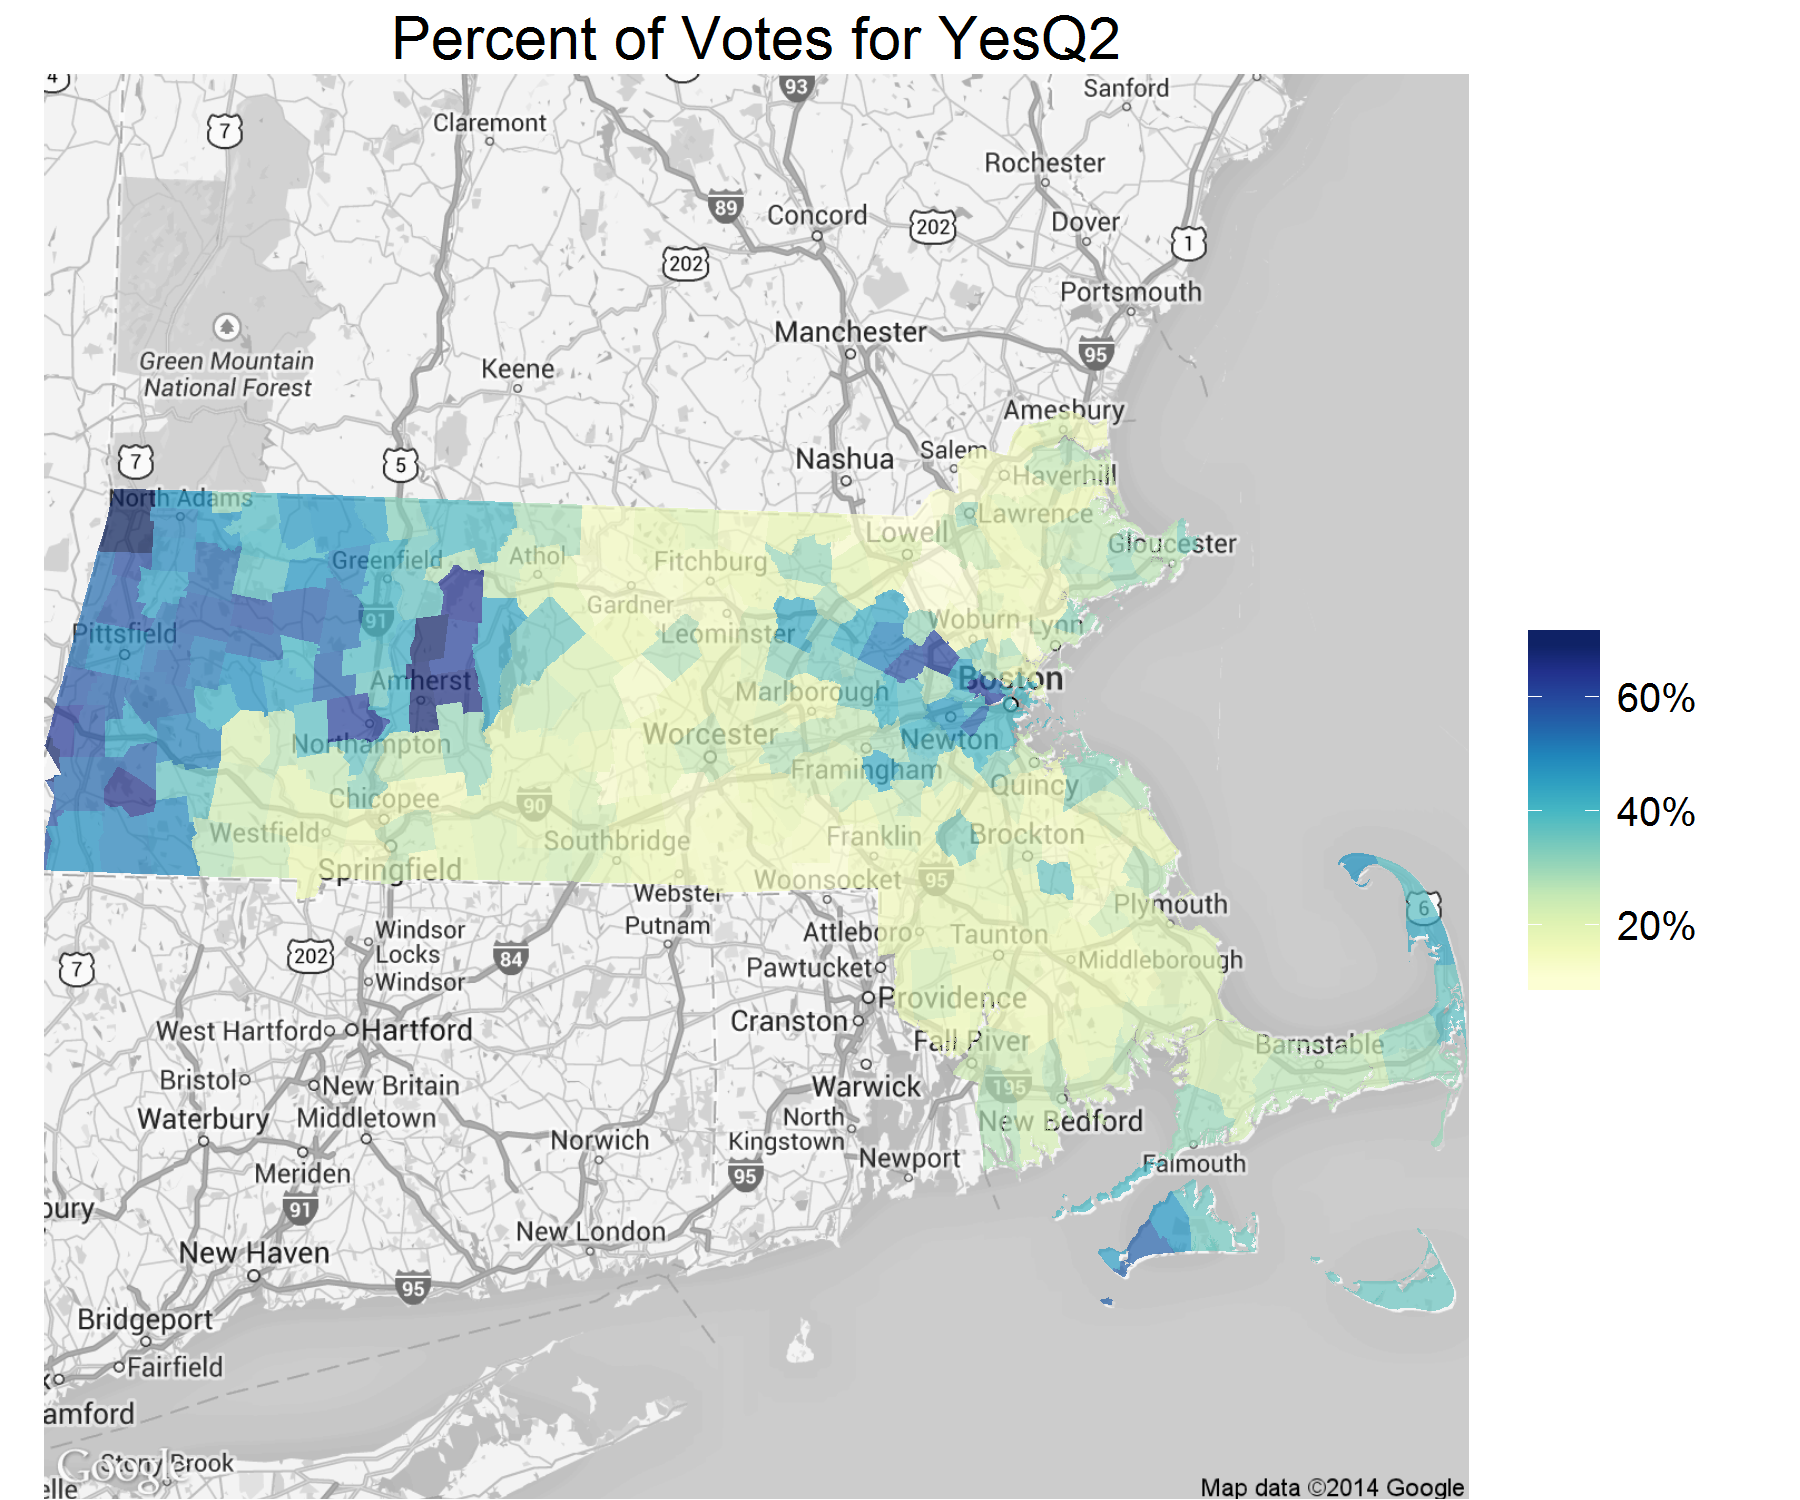 Percent of Votes for YesQ2
4
93
Sanford
7
Claremont
Rochester
89
Concord
202
Dover
1
202
Portsmouth
Manchester
95
Green Mountain
National Forest
Keene
Amesbury
7
5
Nashua
Salem
Haverhill
North Adams
Lawrence
Lowell
Gloucester
Greenfield
Athol
Fitchburg
Gardner
91
Woburn
Lynn
Pittsfield
Leominster
Amherst
Boston
Marlborough
60%
Northampton
Worcester
Newton
Framingham
Quincy
Chicopee
90
40%
Westfield
Southbridge
Franklin
Brockton
Springfield
Woonsocket
95
Webster
Plymouth
6
Putnam
20%
Windsor
Locks
Attleboro
Taunton
202
84
7
Pawtucket
Middleborough
Windsor
Providence
West Hartford
Hartford
Cranston
Fall River
Barnstable
Bristol
New Britain
Warwick
195
Waterbury
Middletown
North
Kingstown
New Bedford
Norwich
Meriden
95
Newport
Falmouth
bury
91
New London
New Haven
95
Bridgeport
Fairfield
amford
Google
Stony Brook
elle
Map data ©2014 Google